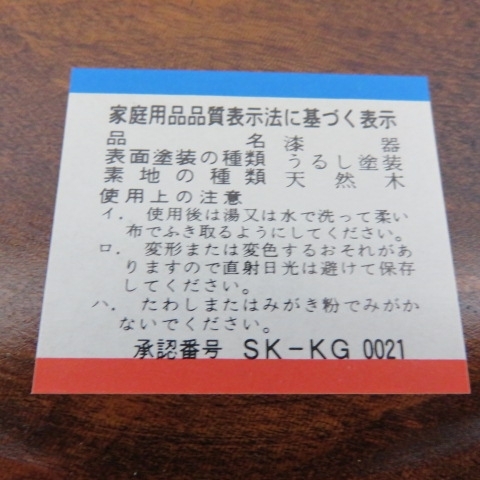 家庭用品品質表示法に基づく表示
品名 漆器
表面塗装の種類 うるし塗装
素地の種類 天然木
使用上の注意
イ. 使用後は湯又は水で洗って柔い
布でふき取るようにしてください。
ロ. 変形または変色するおそれがあ
りますので直射日光は避けて保存
してください。
ハ. たわしまたはみがき粉でみがか
ないでください。
承認番号 SK-KG 0021